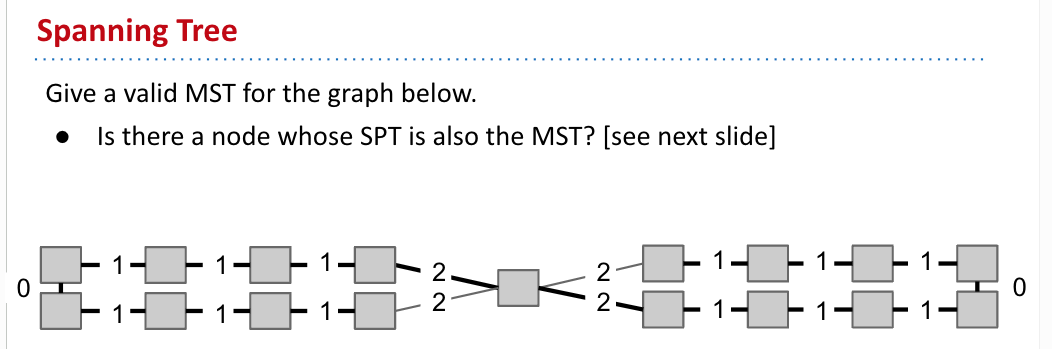 Spanning Tree
Give a valid MST for the graph below.
● Is there a node whose SPT is also the MST? [see next slide]
1 1 1 2 2 1 1 1
0 0
1 1 1 2 2 1 1 1